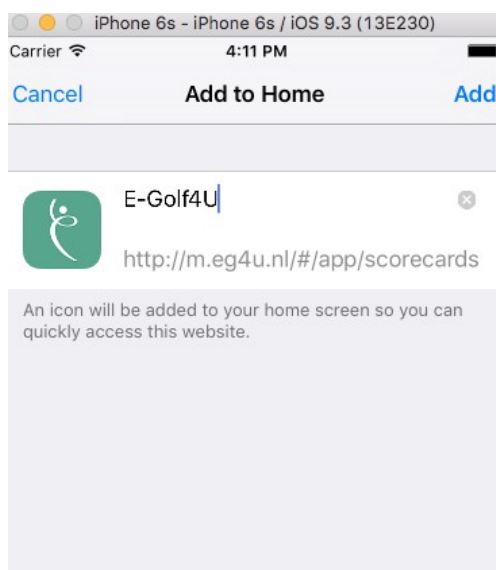 iPhone 6s - iPhone 6s / iOS 9.3 (13E230)
Carrier 4:11 PM
Cancel Add to Home Add
E-Golf4U
http://m.eg4u.nl/#/app/scorecards
An icon will be added to your home screen so you can
quickly access this website.